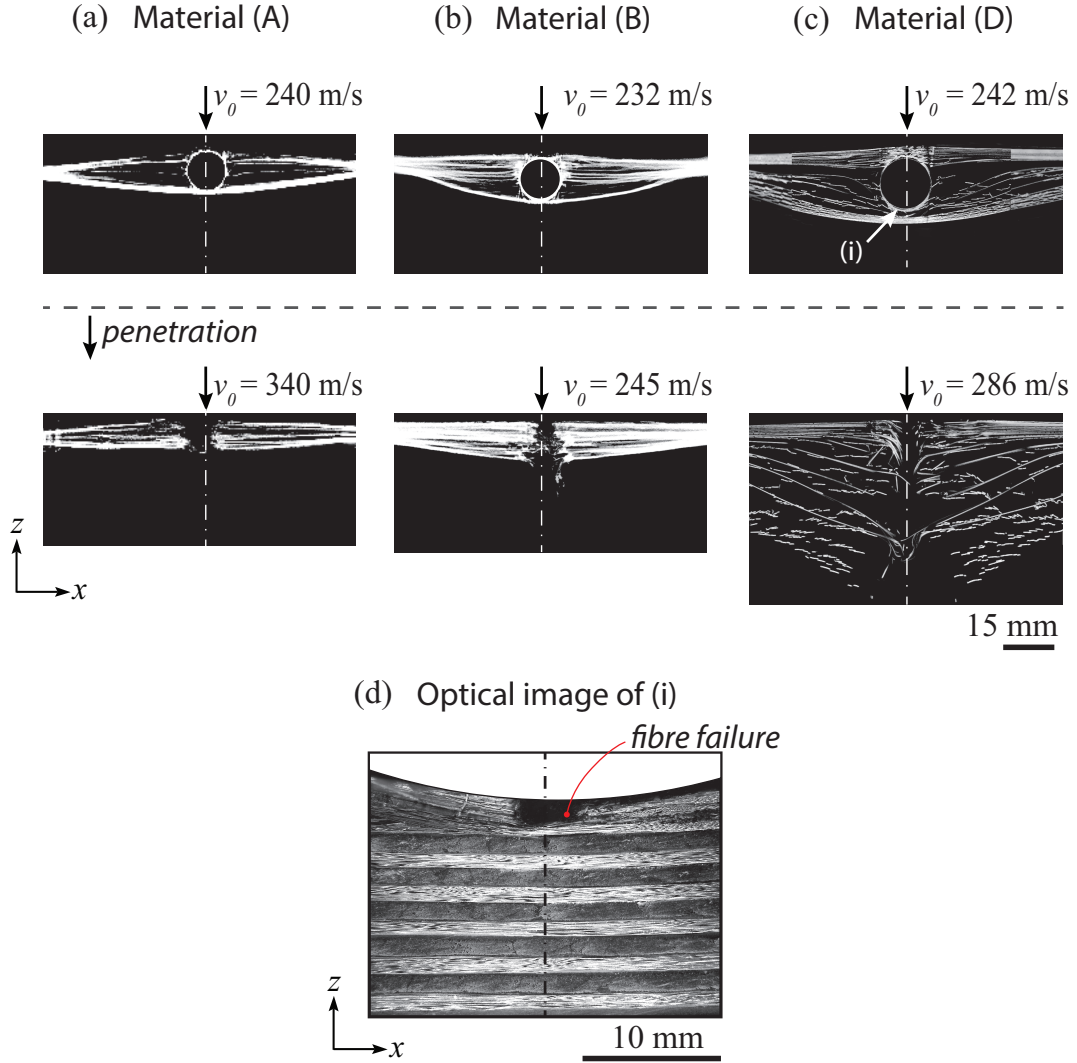 (a) Material (A)
(b) Material (B)
(c) Material (D)
v0 = 240 m/s
v0 = 232 m/s
v0 = 242 m/s
(i)
penetration
v0 = 340 m/s
v0 = 245 m/s
v0 = 286 m/s
z
x
15 mm
(d) Optical image of (i)
fibre failure
z
x
10 mm